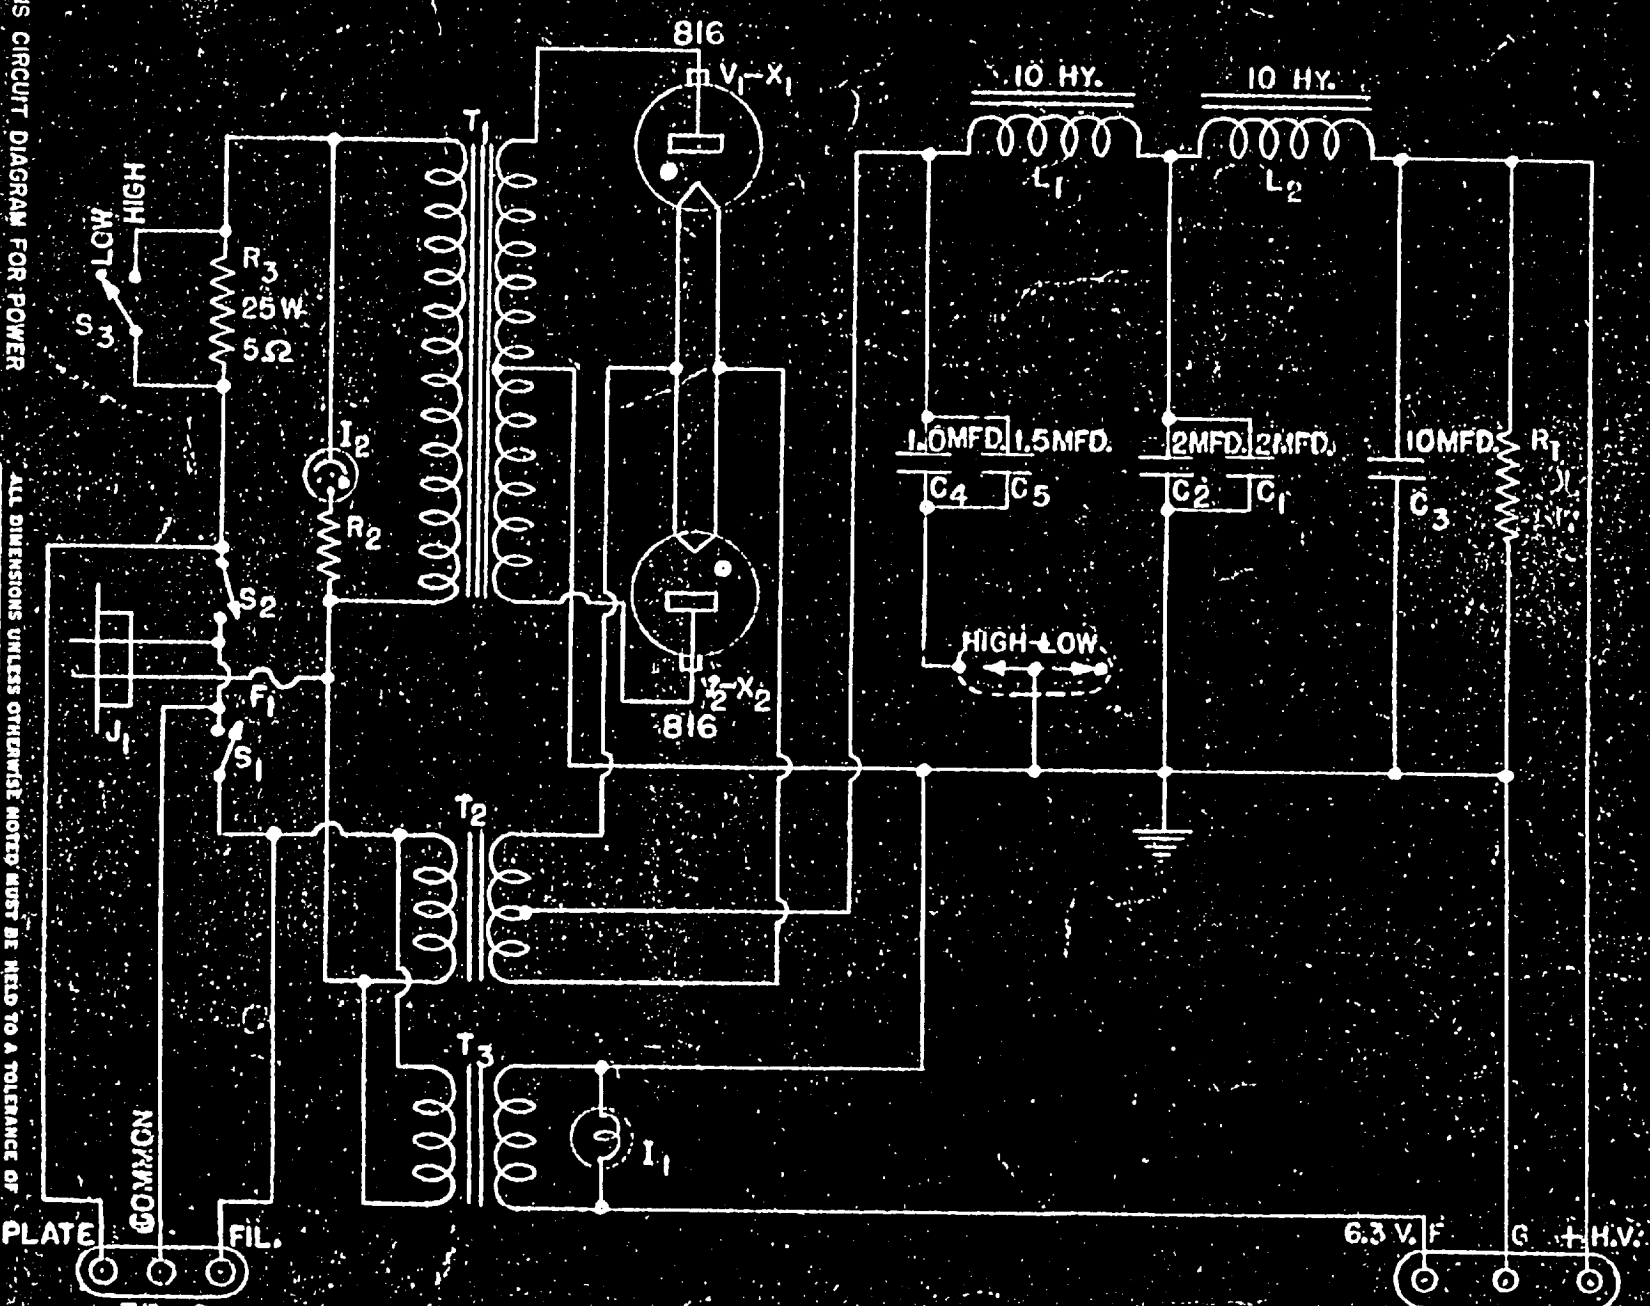 CIRCUIT DIAGRAM FOR POWER
ALL DIMENSIONS UNLESS OTHERWISE NOTED MUST BE HELD TO A TOLERANCE OF
816
V1-X1
T1
10 HY.
10 HY.
L1
L2
HIGH
LOW
S3
R3
25W
5Ω
I2
R2
1.0MFD.
1.5MFD.
C4
C5
2MFD.
2MFD.
C2
C1
10MFD.
C3
R1
S2
F1
J1
S1
HIGH-LOW
2-X2
816
T2
T3
I1
PLATE
COMMON
FIL.
6.3 V. F
G
+H.V.